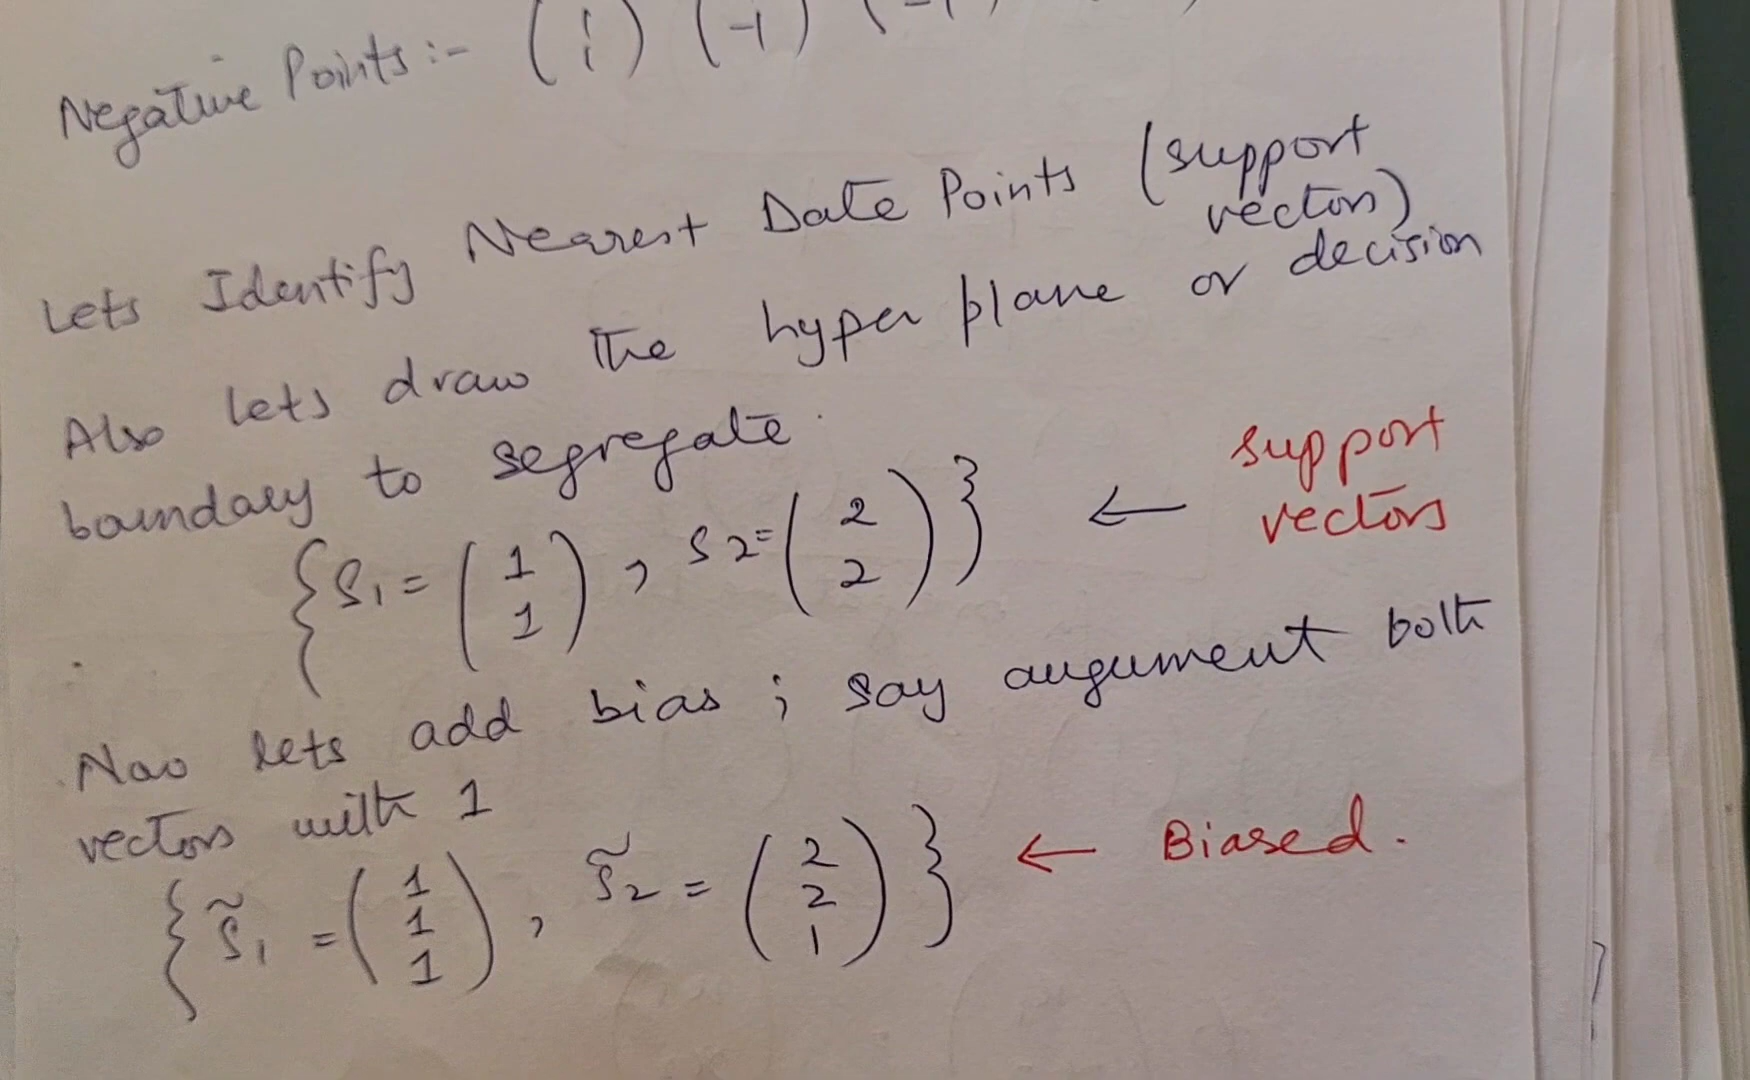 Negative Points :- ( 1 1 ) ( -1 ) ( -1
Lets Identify Nearest Date Points (support
vectors)
Also lets draw the hyper plane or decision
boundary to segregate.
{ S1 = ( 1 1 ) , S2 = ( 2 2 ) } ← support
vectors
Now lets add bias ; say augument both
vectors with 1
{ S̃1 = ( 1 1 1 ) , S̃2 = ( 2 2 1 ) } ← Biased.